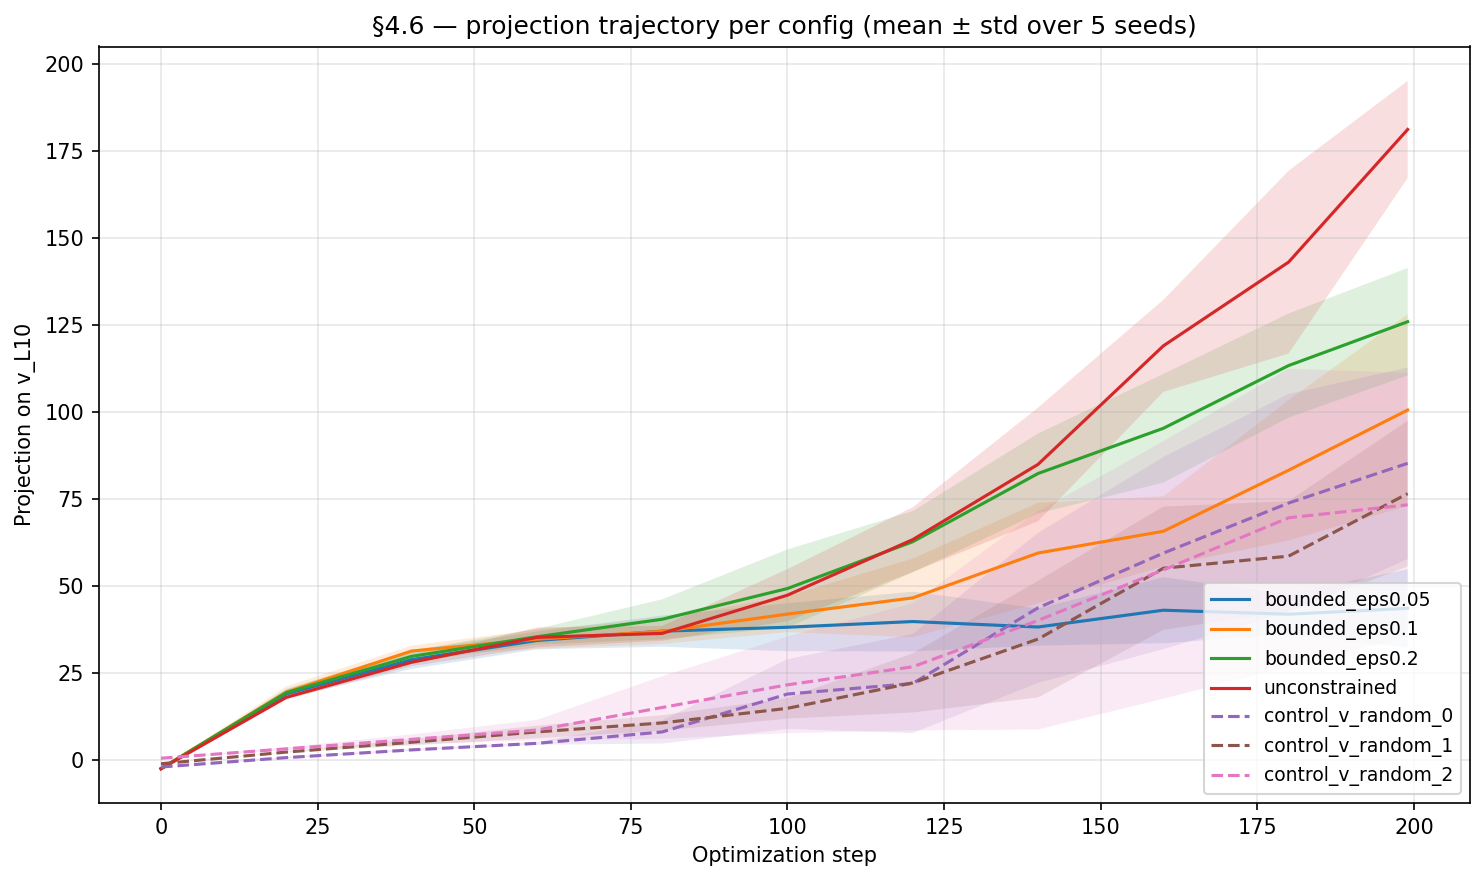 §4.6 — projection trajectory per config (mean ± std over 5 seeds)
Projection on v_L10
200
175
150
125
100
75
50
25
0
0 25 50 75 100 125 150 175 200
Optimization step
bounded_eps0.05
bounded_eps0.1
bounded_eps0.2
unconstrained
control_v_random_0
control_v_random_1
control_v_random_2